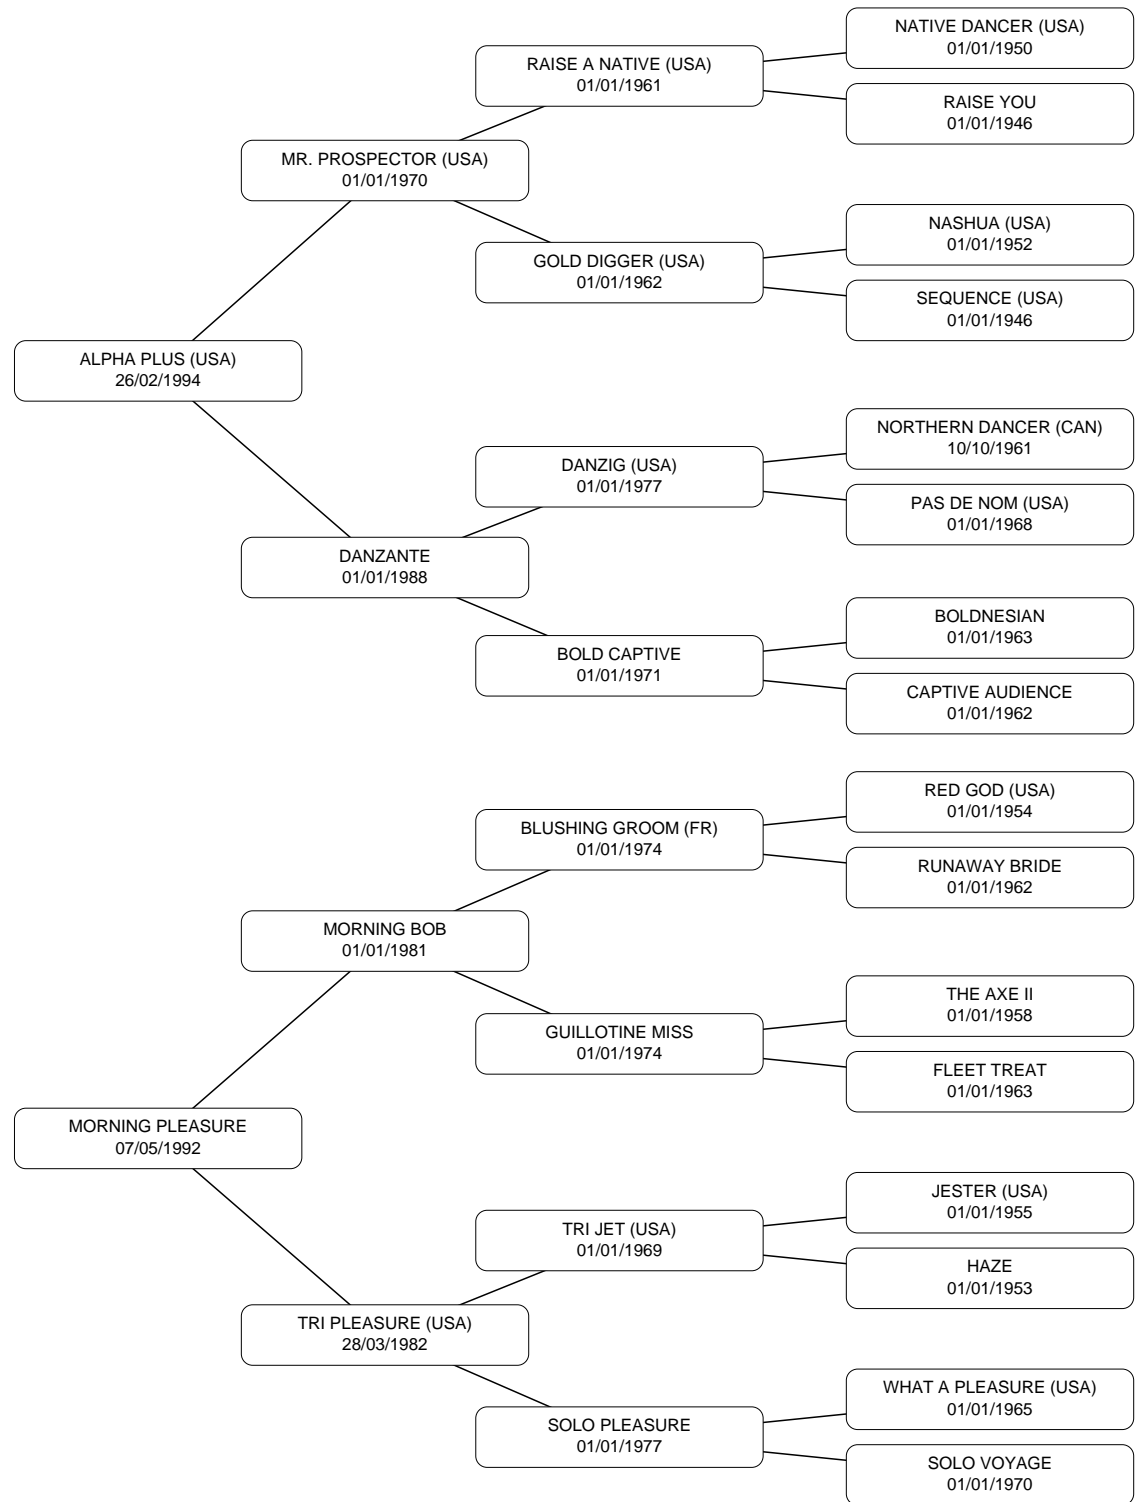 NATIVE DANCER (USA)
01/01/1950
RAISE A NATIVE (USA)
01/01/1961
RAISE YOU
01/01/1946
MR. PROSPECTOR (USA)
01/01/1970
NASHUA (USA)
01/01/1952
GOLD DIGGER (USA)
01/01/1962
SEQUENCE (USA)
01/01/1946
ALPHA PLUS (USA)
26/02/1994
NORTHERN DANCER (CAN)
10/10/1961
DANZIG (USA)
01/01/1977
PAS DE NOM (USA)
01/01/1968
DANZANTE
01/01/1988
BOLDNESIAN
01/01/1963
BOLD CAPTIVE
01/01/1971
CAPTIVE AUDIENCE
01/01/1962
RED GOD (USA)
01/01/1954
BLUSHING GROOM (FR)
01/01/1974
RUNAWAY BRIDE
01/01/1962
MORNING BOB
01/01/1981
THE AXE II
01/01/1958
GUILLOTINE MISS
01/01/1974
FLEET TREAT
01/01/1963
MORNING PLEASURE
07/05/1992
JESTER (USA)
01/01/1955
TRI JET (USA)
01/01/1969
HAZE
01/01/1953
TRI PLEASURE (USA)
28/03/1982
WHAT A PLEASURE (USA)
01/01/1965
SOLO PLEASURE
01/01/1977
SOLO VOYAGE
01/01/1970